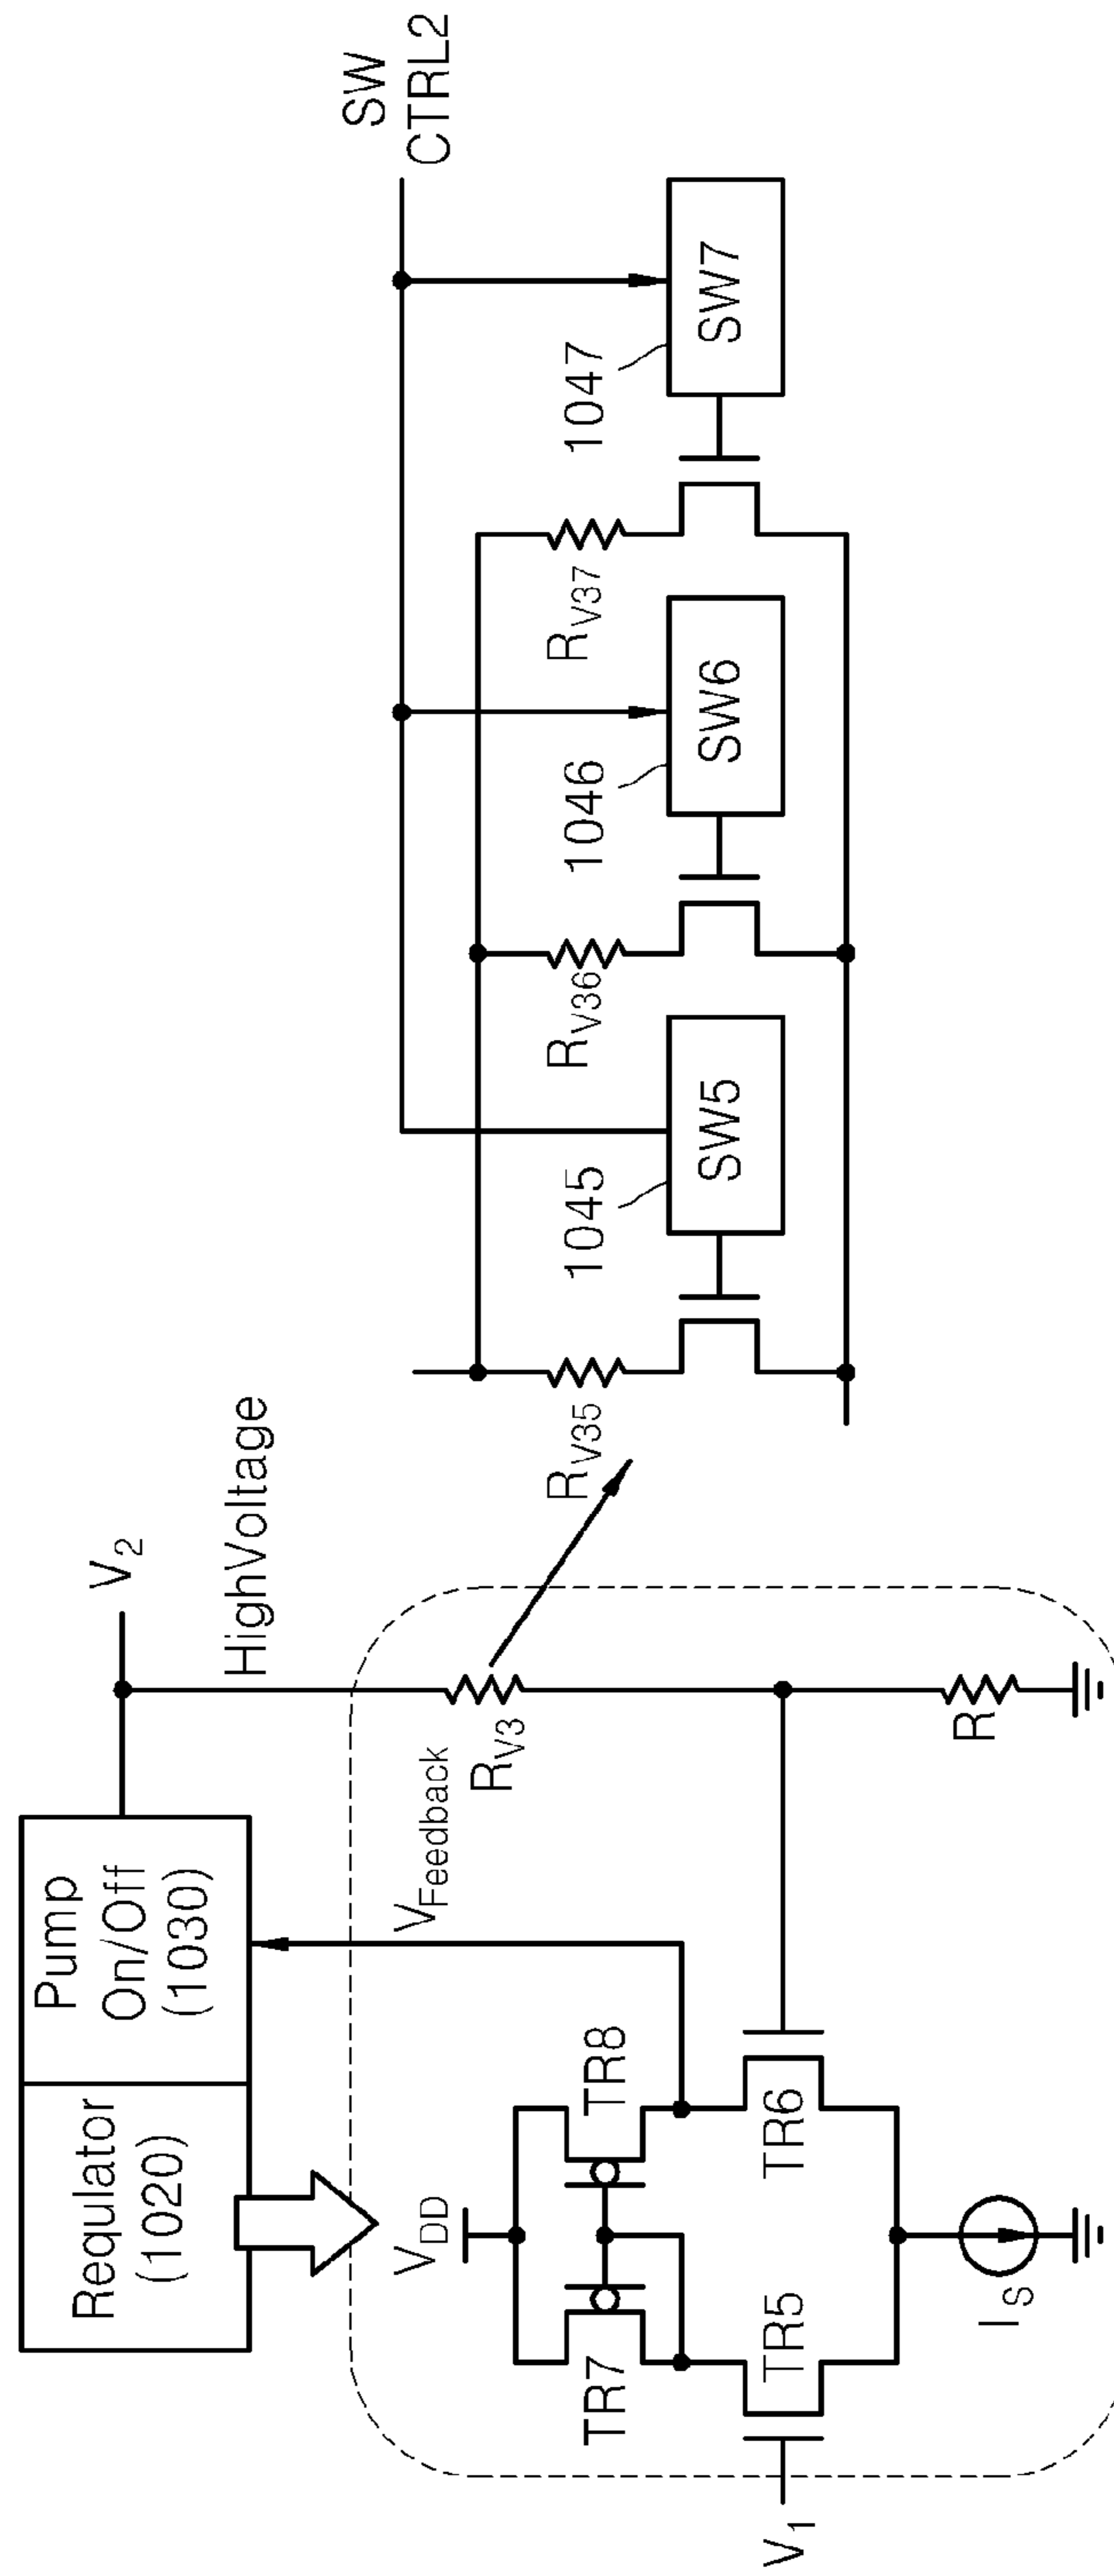 Requlator
(1020)
Pump
On/Off
(1030)
V2
HighVoltage
VFeedback
VDD
TR7
TR8
RV3
V1
TR5
TR6
IS
R
SW
CTRL2
RV35
1045
SW5
RV36
1046
SW6
RV37
1047
SW7